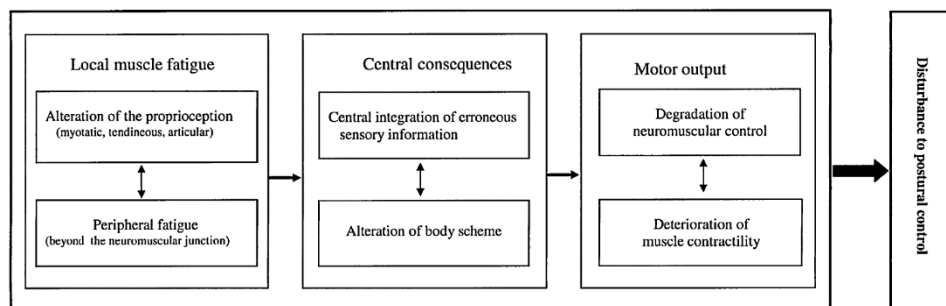 Local muscle fatigue
Alteration of the proprioception
(myotatic, tendineous, articular)
Peripheral fatigue
(beyond the neuromuscular junction)
Central consequences
Central integration of erroneous
sensory information
Alteration of body scheme
Motor output
Degradation of
neuromuscular control
Deterioration of
muscle contractility
Disturbance to postural control